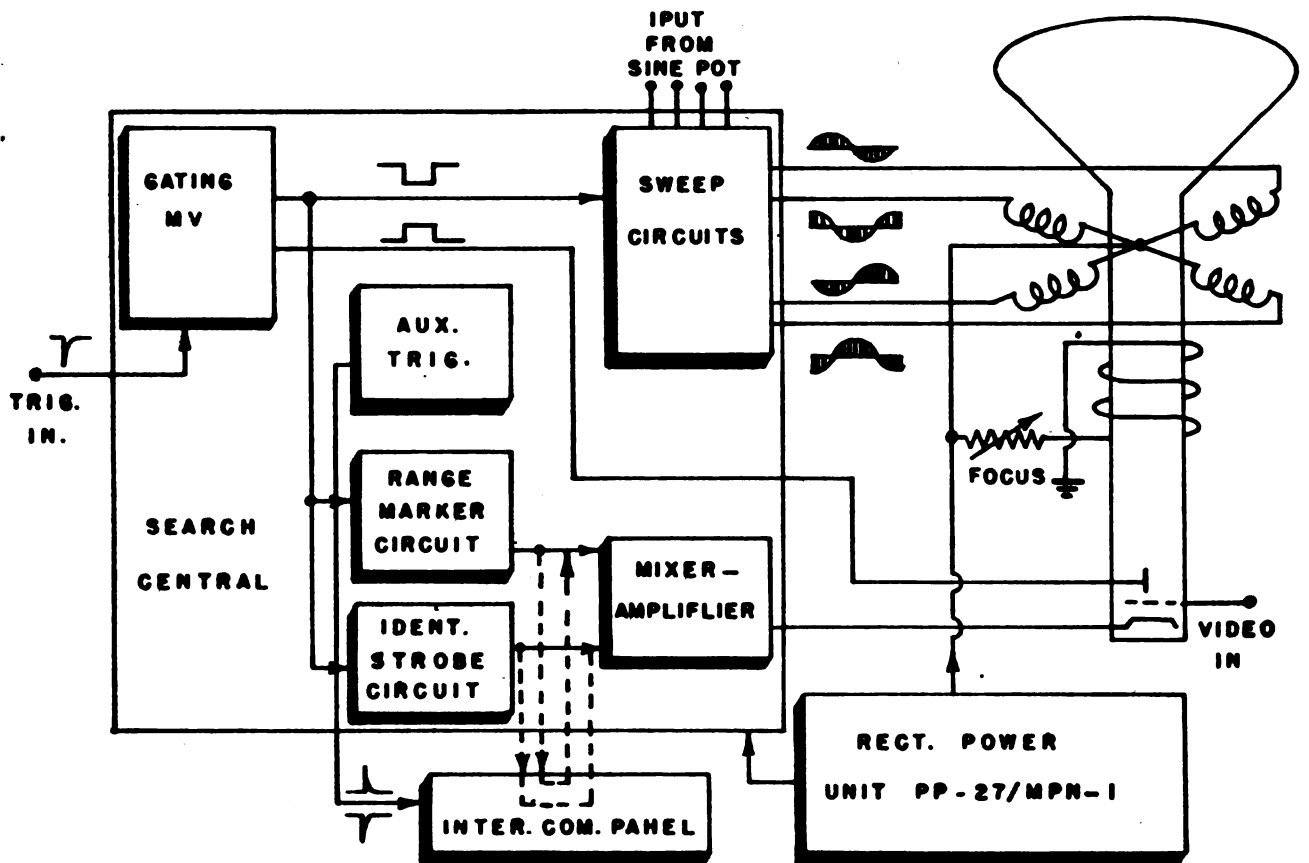 IPUT
FROM
SINE POT
GATING
MV
SWEEP
CIRCUITS
AUX.
TRIG.
TRIG.
IN.
RANGE
MARKER
CIRCUIT
FOCUS
SEARCH
CENTRAL
MIXER-
AMPLIFLIER
IDENT.
STROBE
CIRCUIT
VIDEO
IN
RECT. POWER
UNIT PP-27/MPN-1
INTER. COM. PAHEL